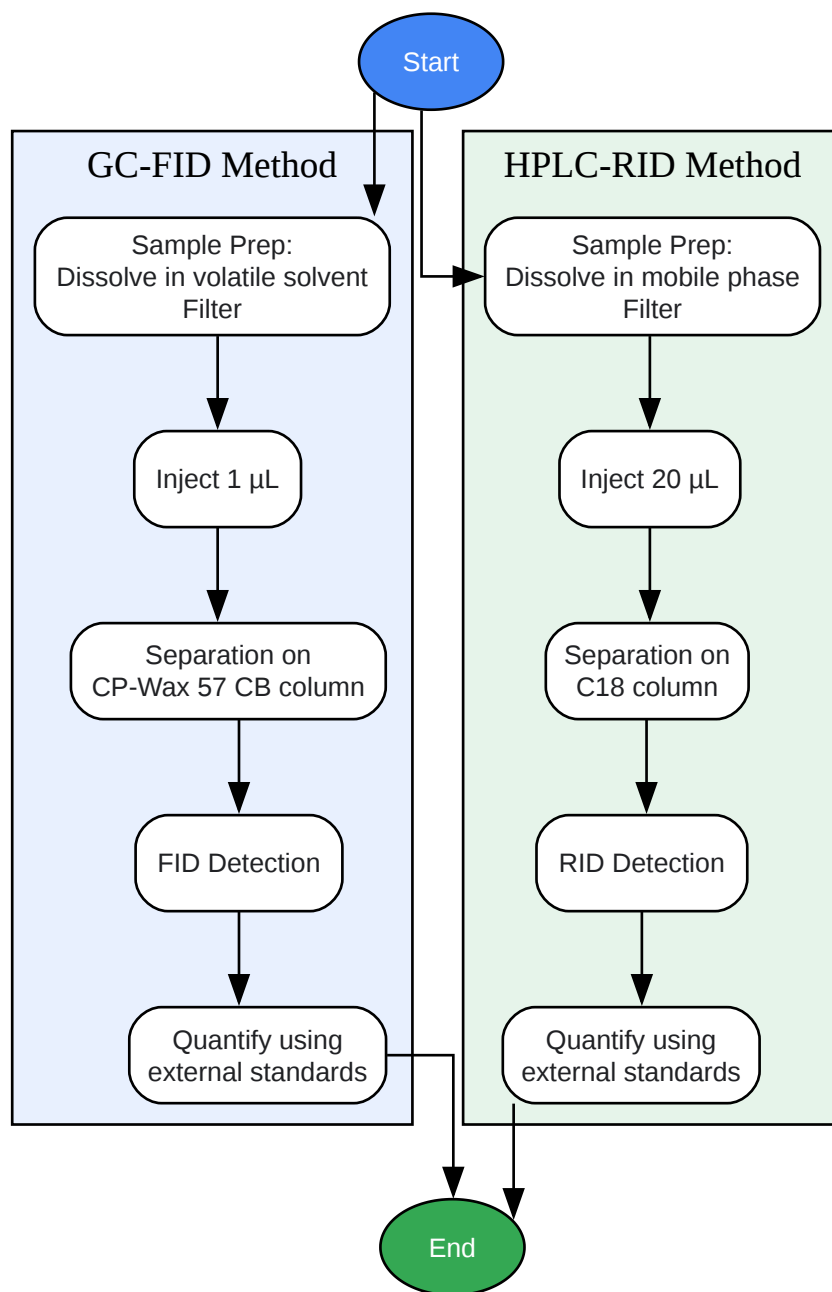 Start
GC-FID Method
Sample Prep:
Dissolve in volatile solvent
Filter
Inject 1 µL
Separation on
CP-Wax 57 CB column
FID Detection
Quantify using
external standards
HPLC-RID Method
Sample Prep:
Dissolve in mobile phase
Filter
Inject 20 µL
Separation on
C18 column
RID Detection
Quantify using
external standards
End